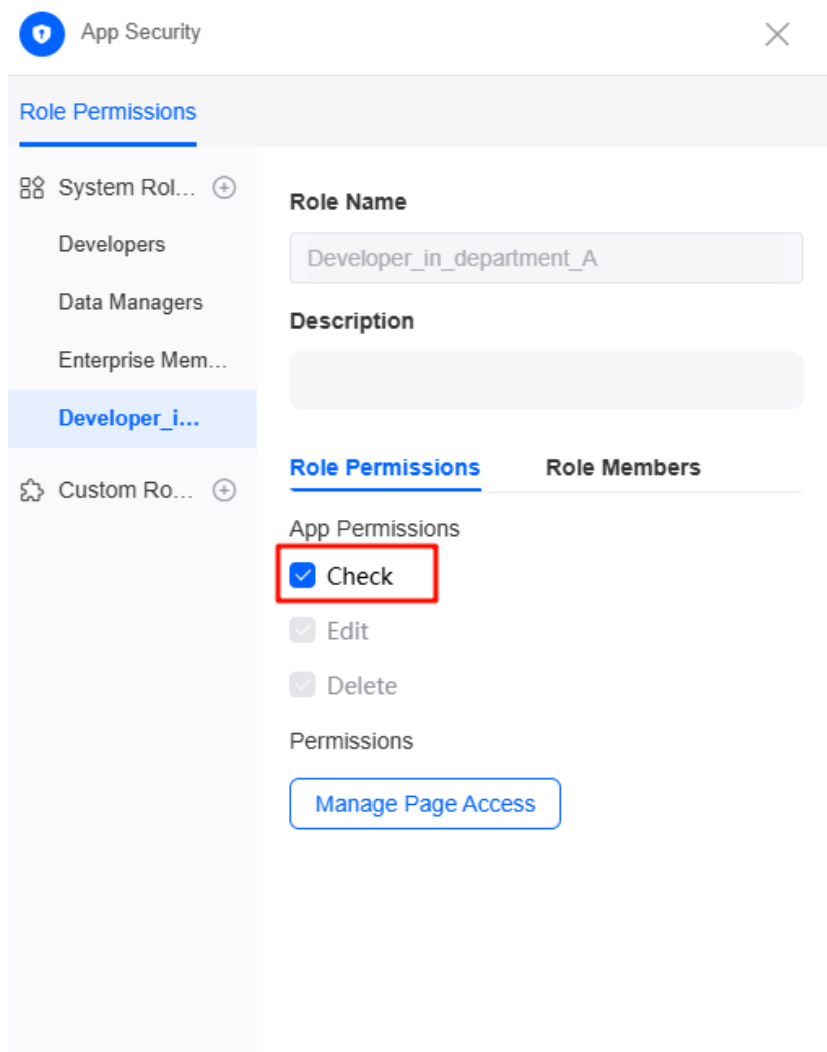 App Security
Role Permissions
System Rol...
Developers
Data Managers
Enterprise Mem...
Developer_i...
Custom Ro...
Role Name
Developer_in_department_A
Description
Role Permissions Role Members
App Permissions
Check
Edit
Delete
Permissions
Manage Page Access